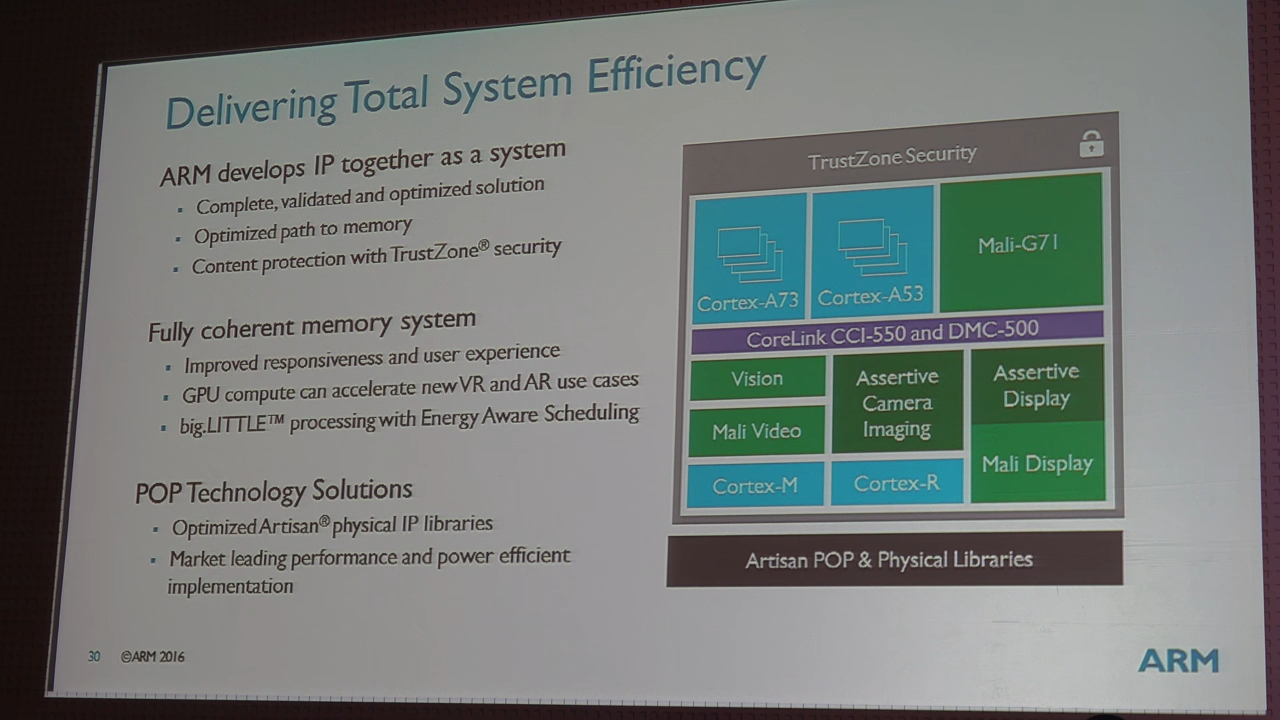 Delivering Total System Efficiency
ARM develops IP together as a system
▪ Complete, validated and optimized solution
▪ Optimized path to memory
▪ Content protection with TrustZone® security
Fully coherent memory system
▪ Improved responsiveness and user experience
▪ GPU compute can accelerate new VR and AR use cases
▪ big.LITTLE™ processing with Energy Aware Scheduling
POP Technology Solutions
▪ Optimized Artisan® physical IP libraries
▪ Market leading performance and power efficient
implementation
TrustZone Security
Cortex-A73
Cortex-A53
Mali-G71
CoreLink CCI-550 and DMC-500
Vision
Mali Video
Cortex-M
Assertive
Camera
Imaging
Cortex-R
Assertive
Display
Mali Display
Artisan POP & Physical Libraries
30 ©ARM 2016
ARM